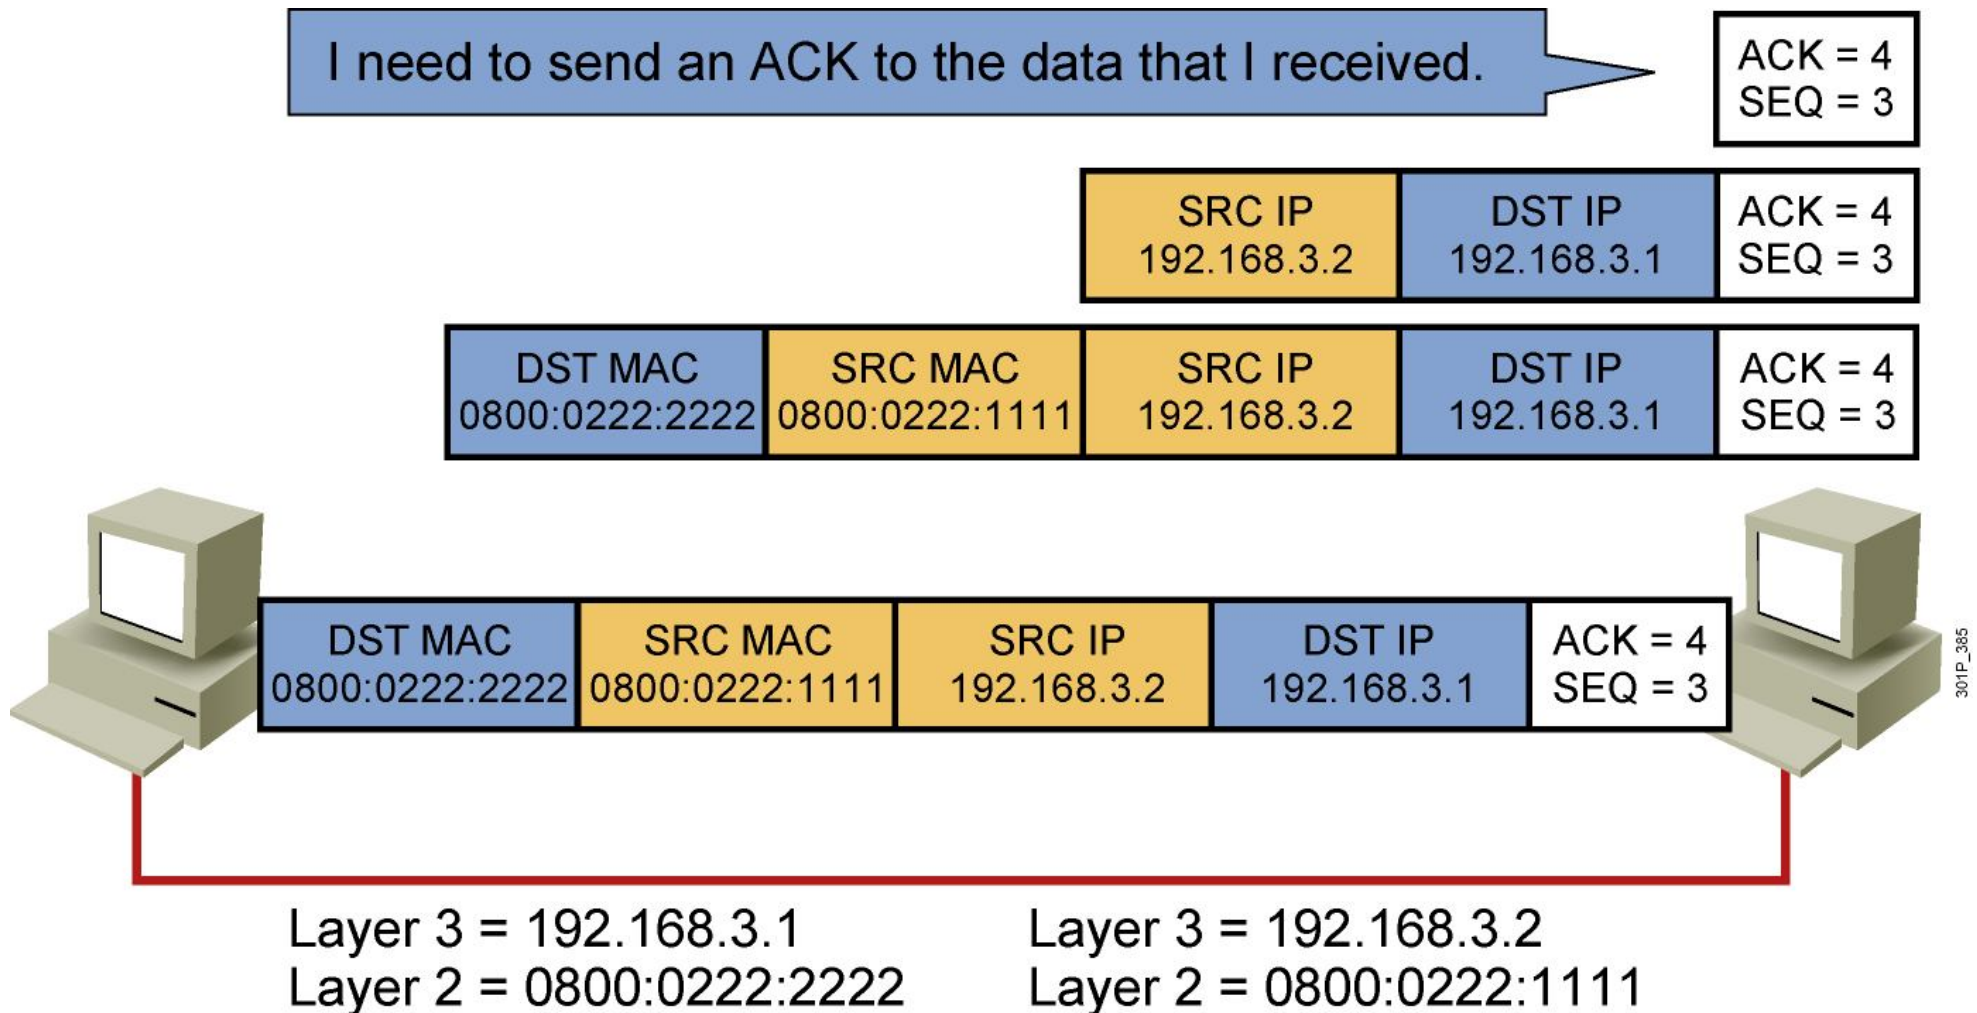 I need to send an ACK to the data that I received.
ACK = 4
SEQ = 3
SRC IP
192.168.3.2
DST IP
192.168.3.1
ACK = 4
SEQ = 3
DST MAC
0800:0222:2222
SRC MAC
0800:0222:1111
SRC IP
192.168.3.2
DST IP
192.168.3.1
ACK = 4
SEQ = 3
DST MAC
0800:0222:2222
SRC MAC
0800:0222:1111
SRC IP
192.168.3.2
DST IP
192.168.3.1
ACK = 4
SEQ = 3
301P_385
Layer 3 = 192.168.3.1
Layer 2 = 0800:0222:2222
Layer 3 = 192.168.3.2
Layer 2 = 0800:0222:1111